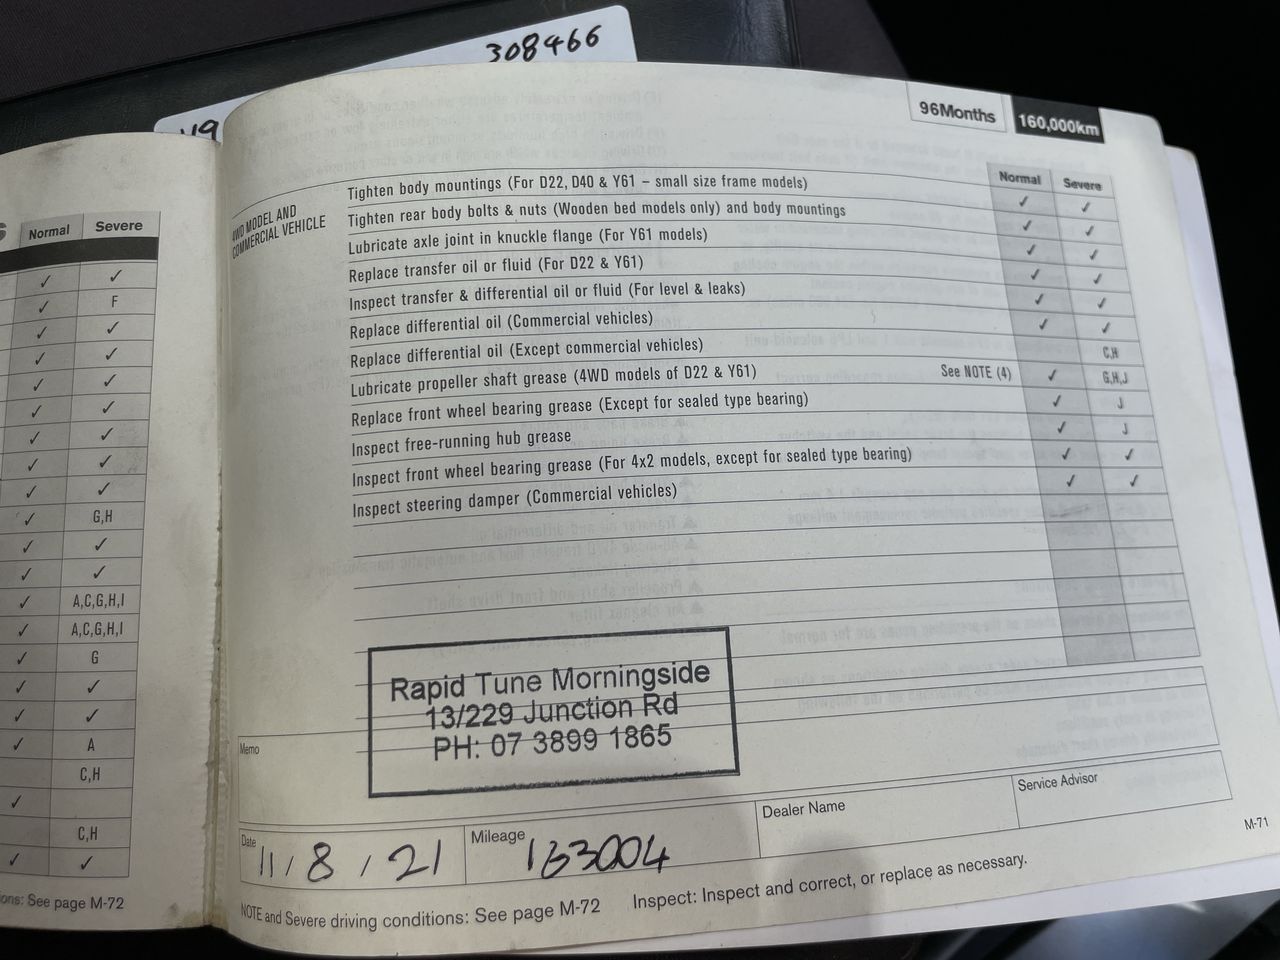 308466
49
Normal Severe
✓ ✓
✓ F
✓ ✓
✓ ✓
✓ ✓
✓ ✓
✓ ✓
✓ ✓
✓ ✓
✓ G,H
✓ ✓
✓ ✓
✓ A,C,G,H,I
✓ A,C,G,H,I
✓ G
✓ ✓
✓ ✓
✓ A
C,H
✓
C,H
✓ ✓
ons: See page M-72
96Months 160,000km
Normal Severe
4WD MODEL AND
COMMERCIAL VEHICLE
Tighten body mountings (For D22, D40 & Y61 – small size frame models) ✓ ✓
Tighten rear body bolts & nuts (Wooden bed models only) and body mountings ✓ ✓
Lubricate axle joint in knuckle flange (For Y61 models) ✓ ✓
Replace transfer oil or fluid (For D22 & Y61) ✓ ✓
Inspect transfer & differential oil or fluid (For level & leaks) ✓ ✓
Replace differential oil (Commercial vehicles) ✓ ✓
Replace differential oil (Except commercial vehicles) C,H
Lubricate propeller shaft grease (4WD models of D22 & Y61) See NOTE (4) ✓ G,H,J
Replace front wheel bearing grease (Except for sealed type bearing) ✓ J
Inspect free-running hub grease ✓ J
Inspect front wheel bearing grease (For 4x2 models, except for sealed type bearing) ✓ ✓
Inspect steering damper (Commercial vehicles) ✓ ✓
Rapid Tune Morningside
13/229 Junction Rd
PH: 07 3899 1865
Memo
Date 11/8/21 Mileage 163004 Dealer Name Service Advisor
M-71
NOTE and Severe driving conditions: See page M-72 Inspect: Inspect and correct, or replace as necessary.